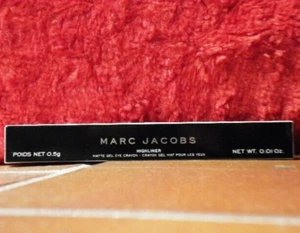 MARC JACOBS
HIGHLINER
POIDS NET 0.5g MATTE GEL EYE CRAYON - CRAYON GEL MAT POUR LES YEUX NET WT. 0.01 Oz.